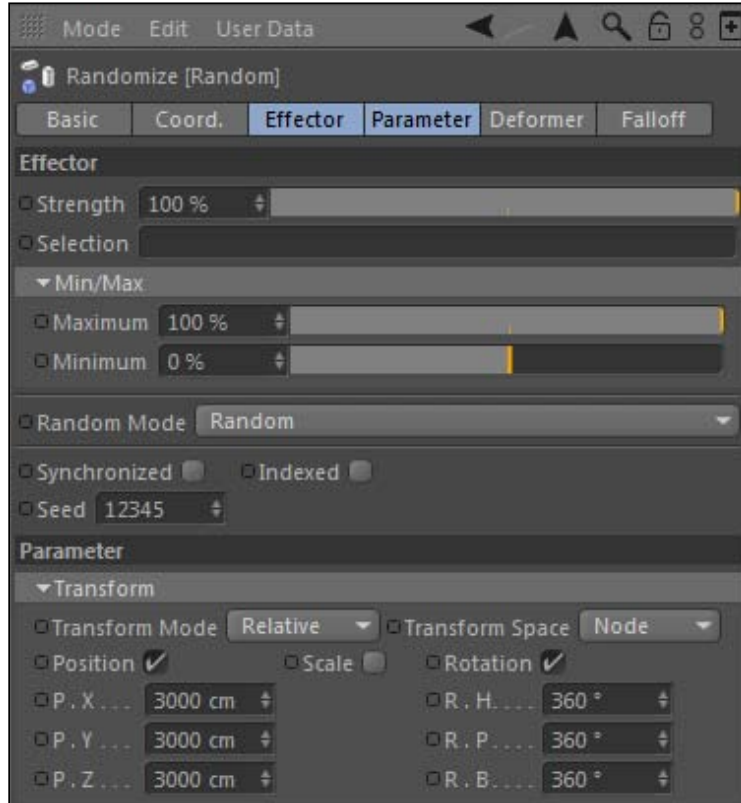 Mode Edit User Data
Randomize [Random]
Basic Coord. Effector Parameter Deformer Falloff
Effector
Strength 100 %
Selection
Min/Max
Maximum 100 %
Minimum 0 %
Random Mode Random
Synchronized Indexed
Seed 12345
Parameter
Transform
Transform Mode Relative Transform Space Node
Position Scale Rotation
P . X . . . 3000 cm R . H. . . . 360 °
P . Y . . . 3000 cm R . P. . . . 360 °
P . Z . . . 3000 cm R . B. . . . 360 °